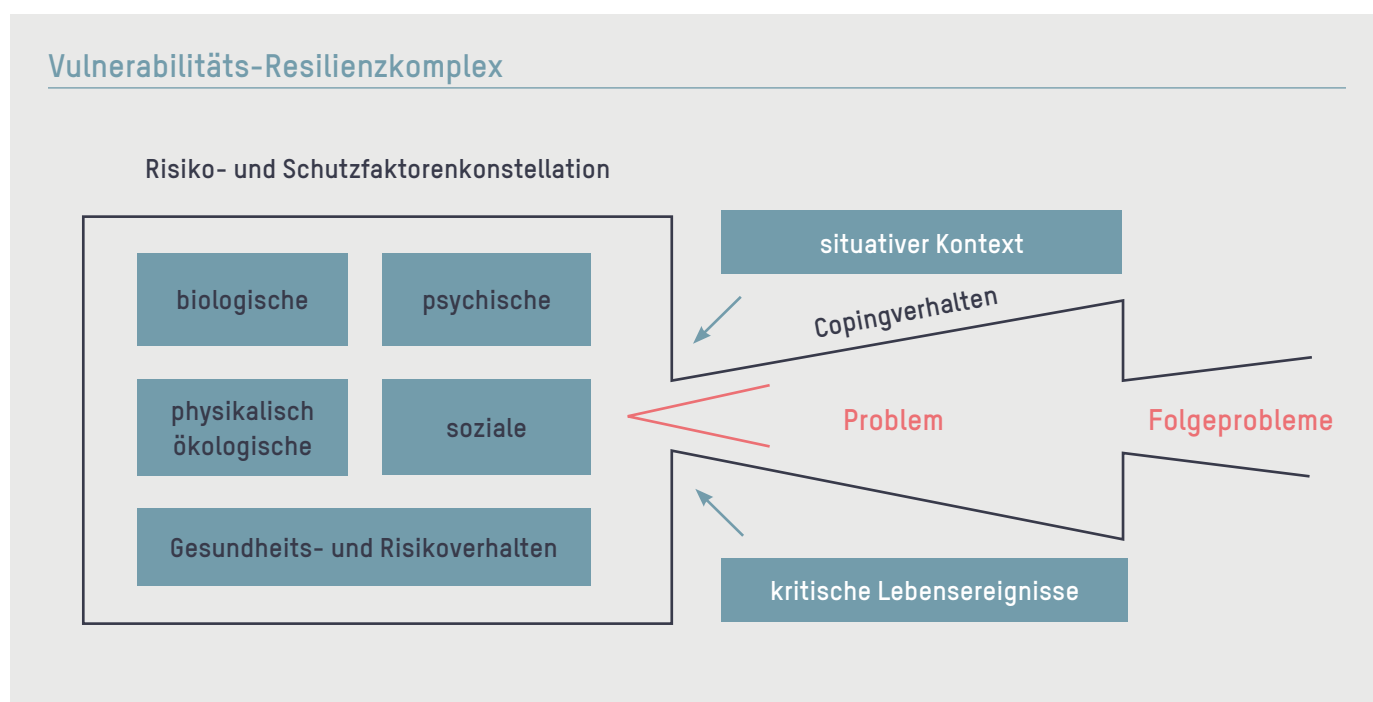 Vulnerabilitäts-Resilienzkomplex
Risiko- und Schutzfaktorenkonstellation
biologische
psychische
physikalisch
ökologische
soziale
Gesundheits- und Risikoverhalten
situativer Kontext
Copingverhalten
Problem
Folgeprobleme
kritische Lebensereignisse